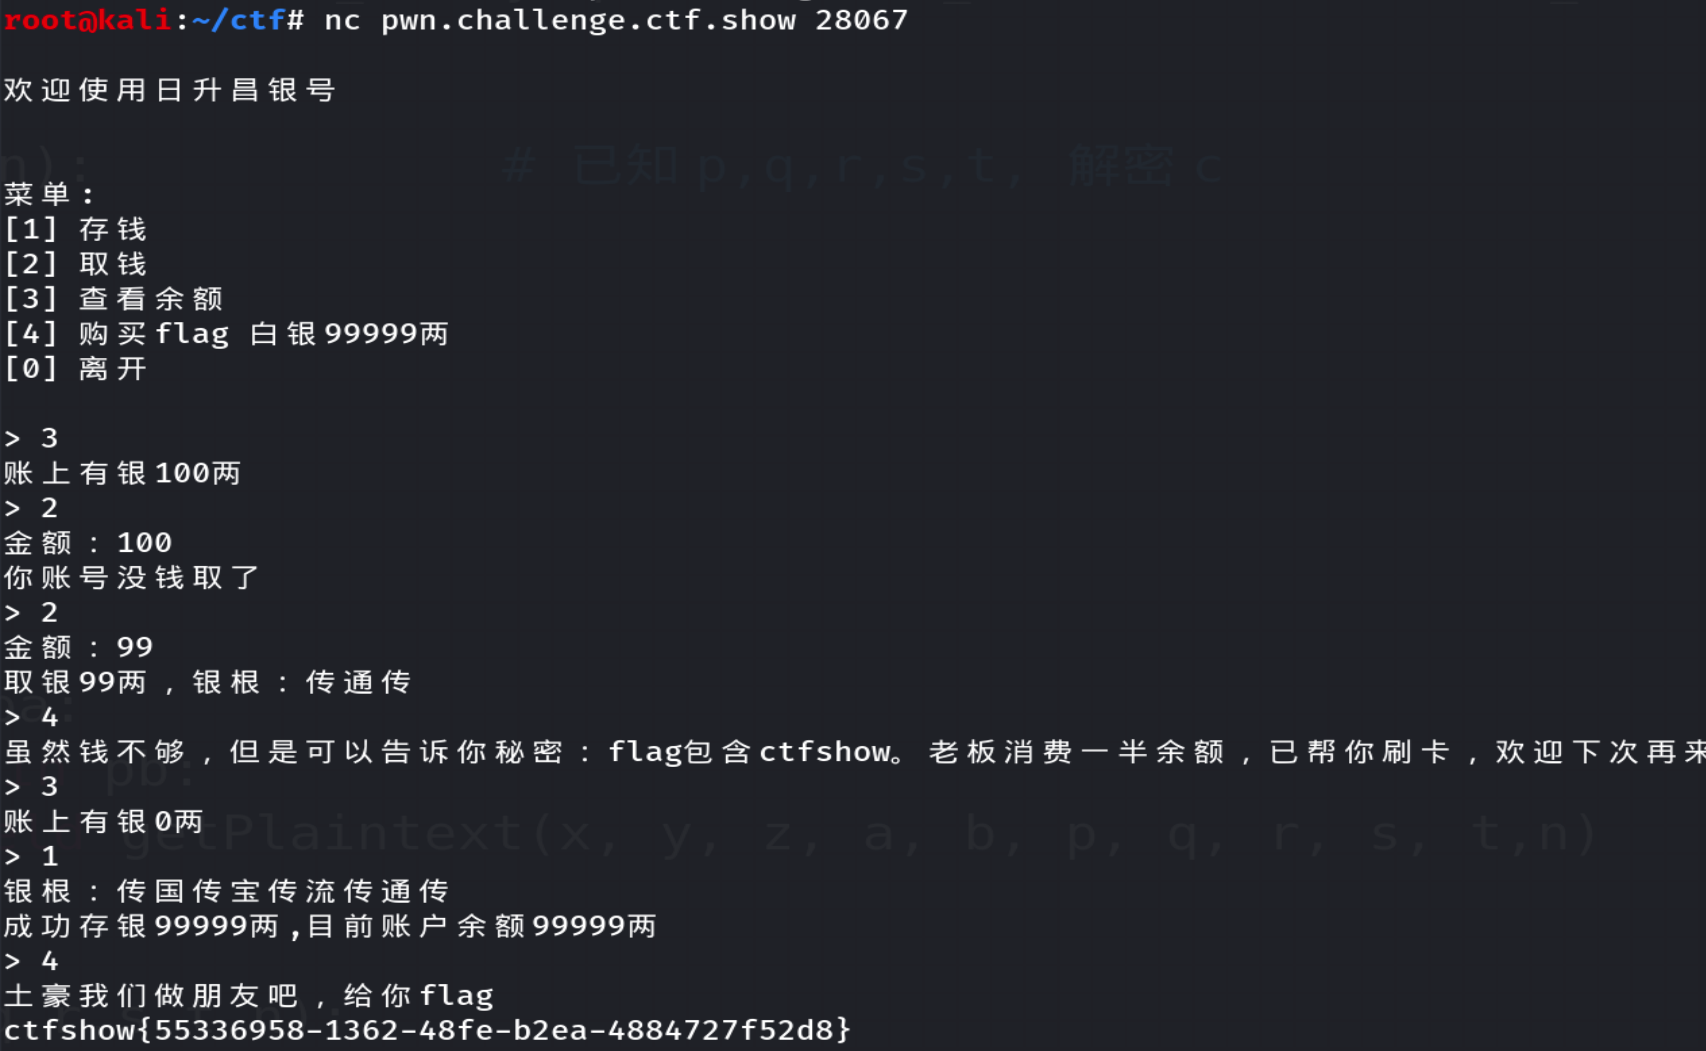 root@kali:~/ctf# nc pwn.challenge.ctf.show 28067
欢迎使用日升昌银号
n):
# 已知p,q,r,s,t, 解密c
菜单:
[1] 存钱
[2] 取钱
[3] 查看余额
[4] 购买flag 白银99999两
[0] 离开
> 3
账上有银100两
> 2
金额：100
你账号没钱取了
> 2
金额：99
取银99两，银根：传通传
> 4
虽然钱不够，但是可以告诉你秘密：flag包含ctfshow。老板消费一半余额，已帮你刷卡，欢迎下次再来
pb:
> 3
账上有银0两
getPlaintext(x, y, z, a, b, p, q, r, s, t,n)
> 1
银根：传国传宝传流传通传
成功存银99999两,目前账户余额99999两
> 4
土豪我们做朋友吧，给你flag
ctfshow{55336958-1362-48fe-b2ea-4884727f52d8}